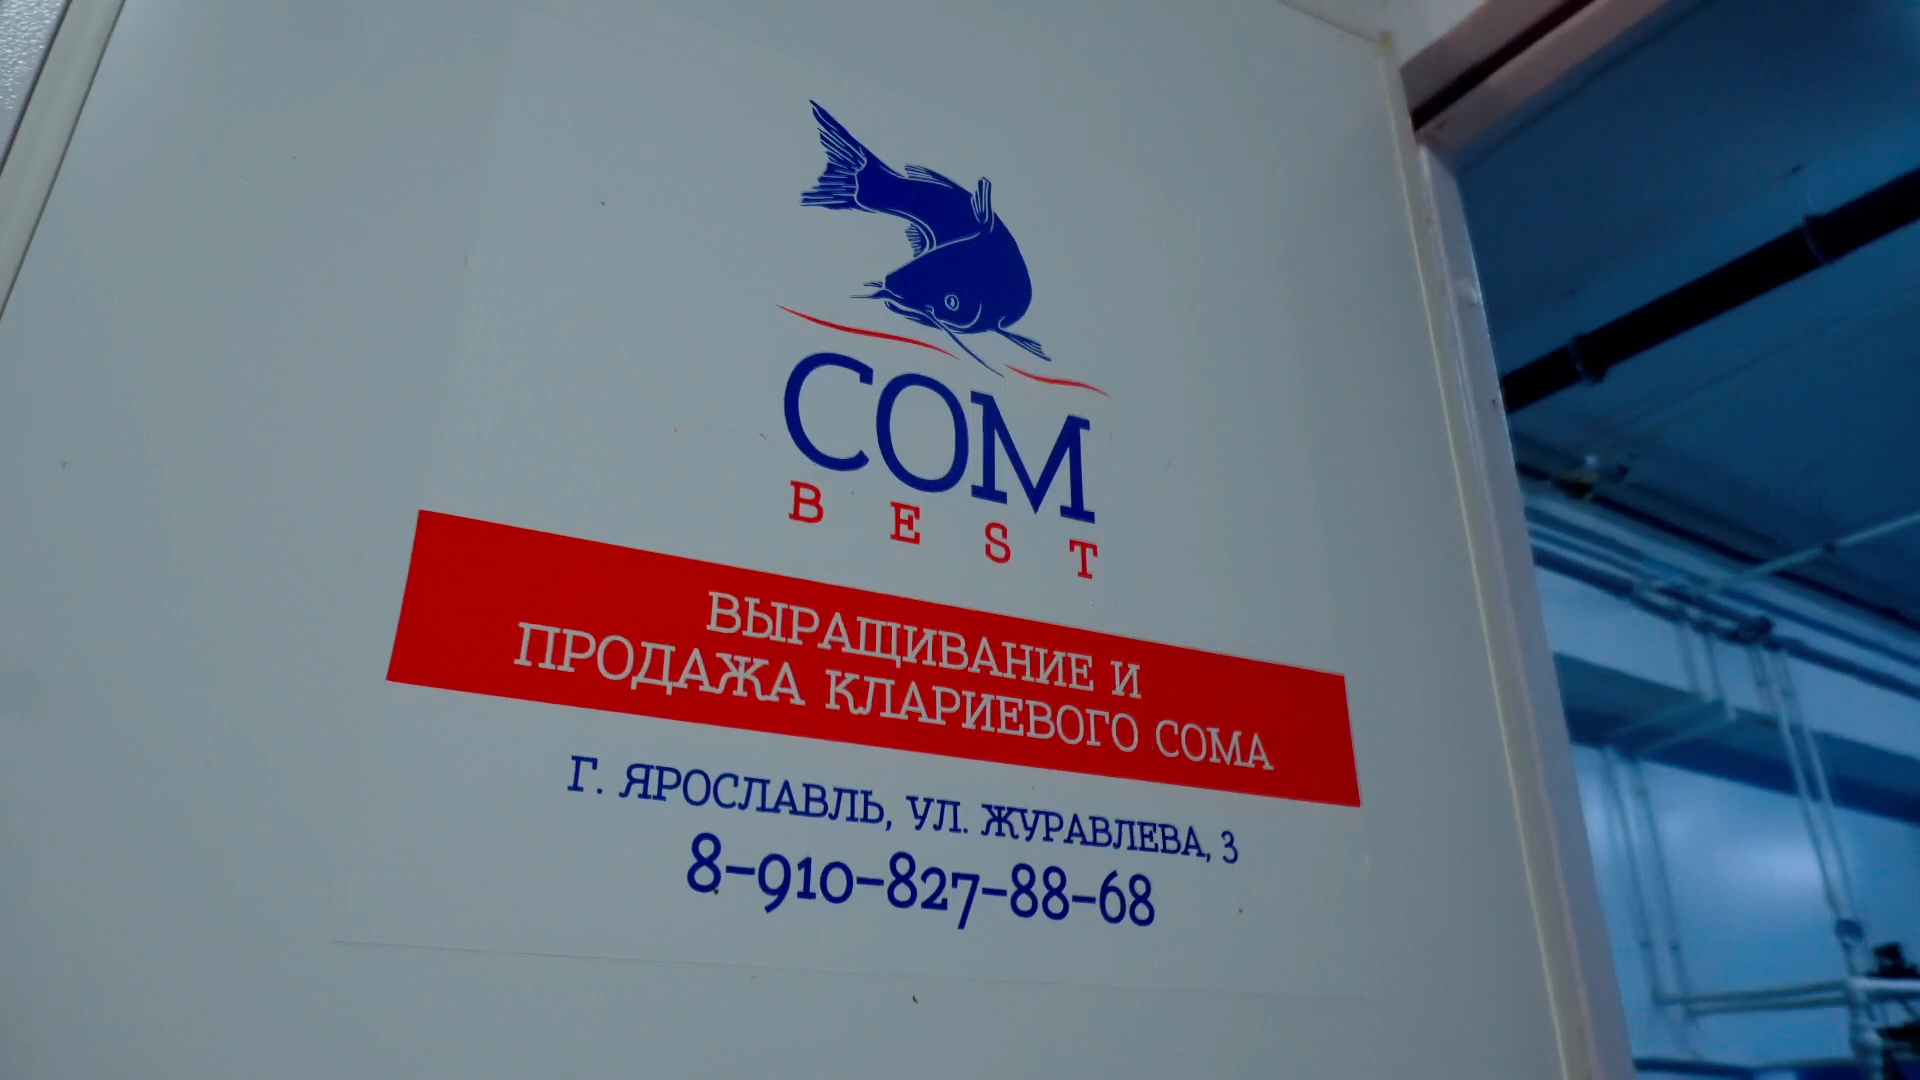 СОМ
BEST
ВЫРАЩИВАНИЕ И
ПРОДАЖА КЛАРИЕВОГО СОМА
Г. ЯРОСЛАВЛЬ, УЛ. ЖУРАВЛЕВА, 3
8-910-827-88-68